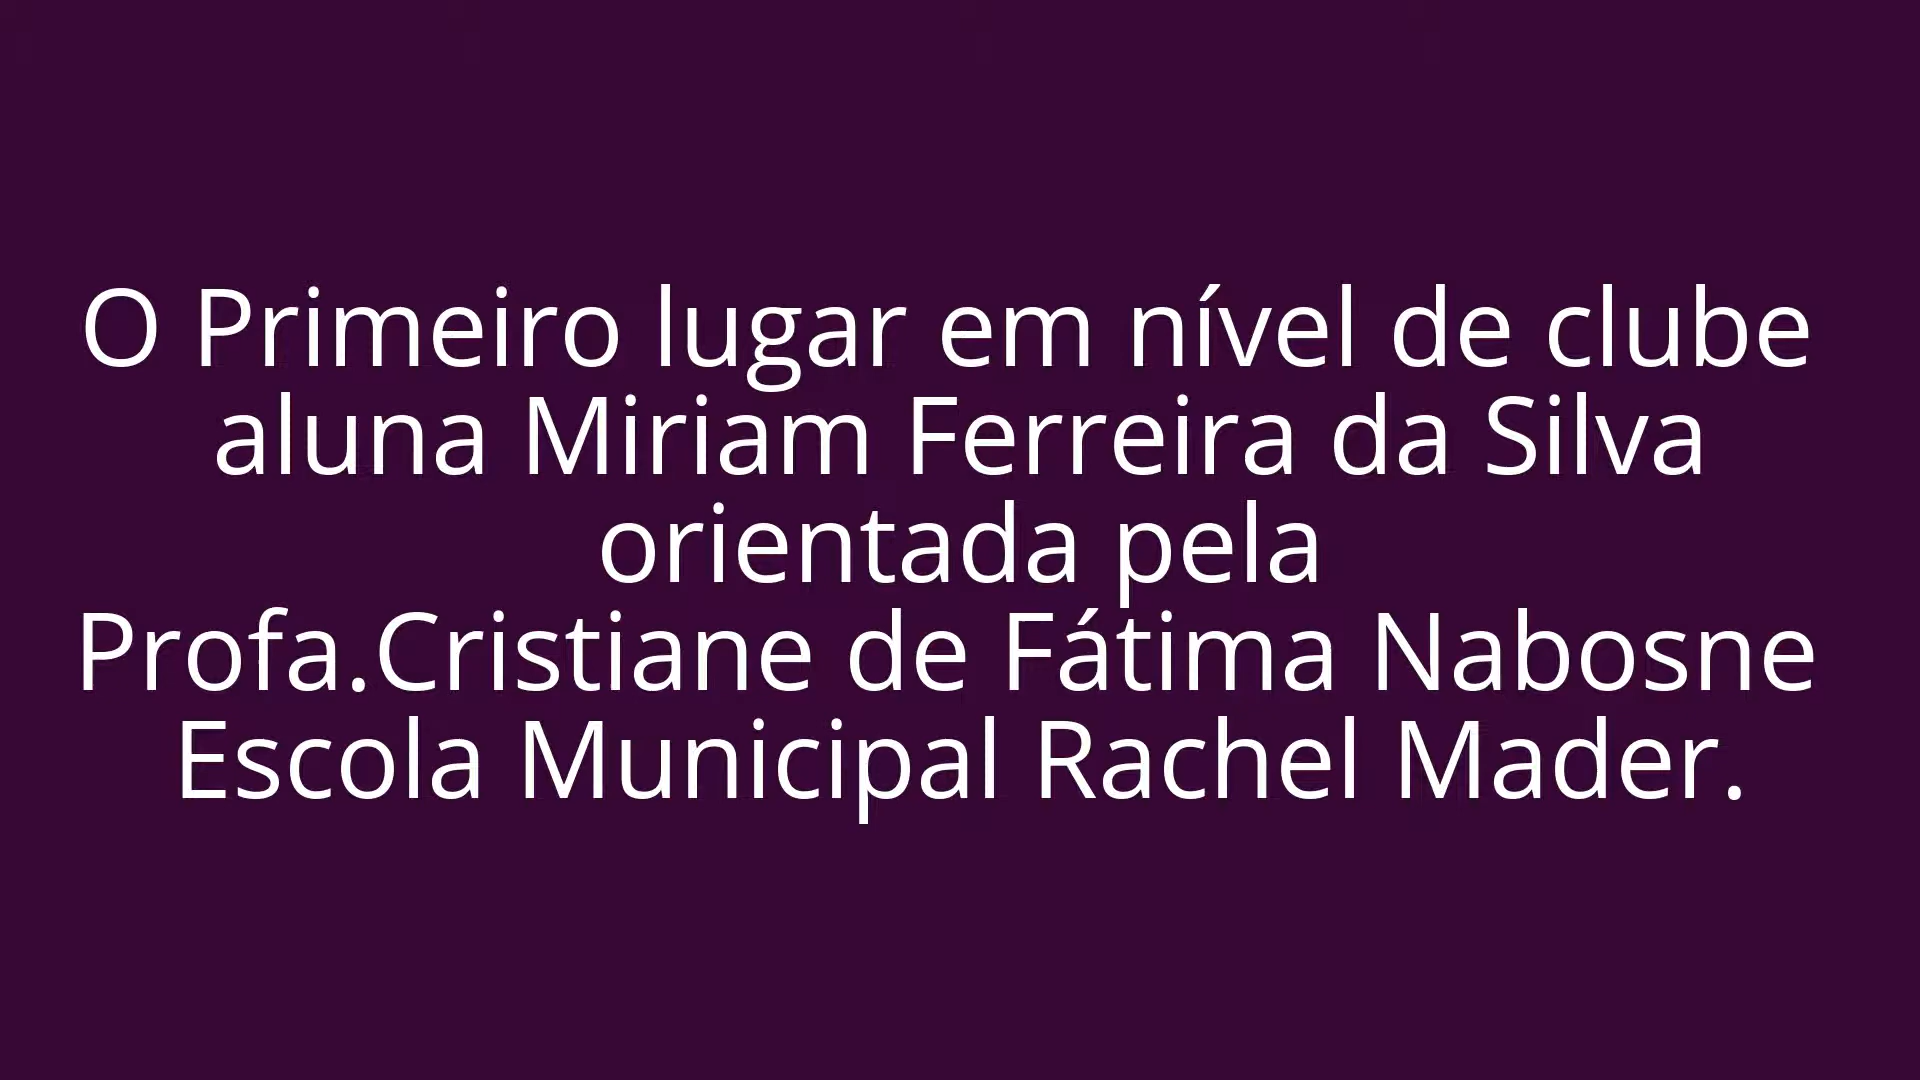 O Primeiro lugar em nível de clube
aluna Miriam Ferreira da Silva
orientada pela
Profa.Cristiane de Fátima Nabosne
Escola Municipal Rachel Mader.